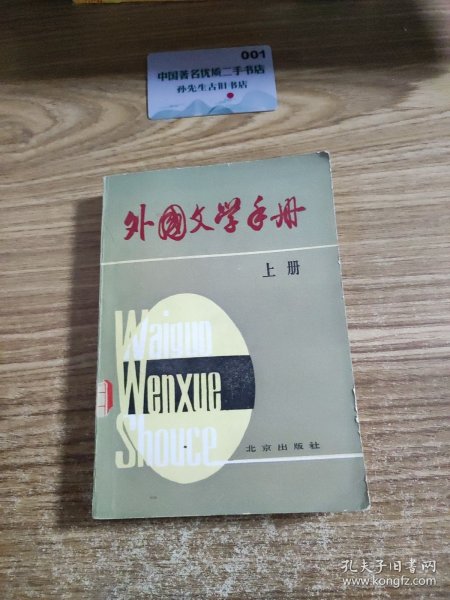 001
中国著名优质二手书店
孙先生古旧书店
外國文学手册
上册
Waiguo
Wenxue
Shouce
北京出版社
孔夫子旧书网
www.kongfz.com